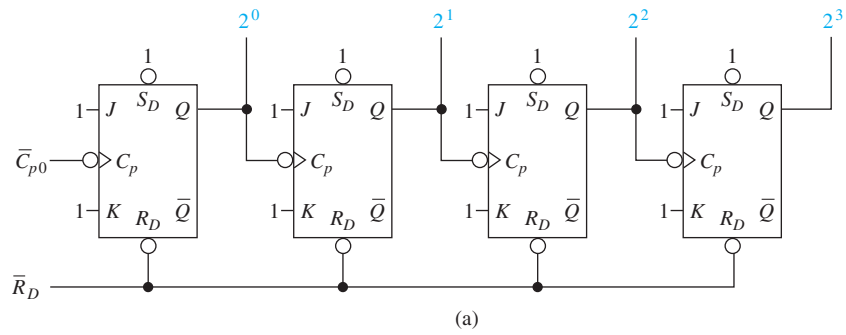 2⁰ 2¹ 2² 2³
1 1 1 1
S_D S_D S_D S_D
1 J Q 1 J Q 1 J Q 1 J Q
C̅_p0 C_p C_p C_p C_p
1 K Q̅ 1 K Q̅ 1 K Q̅ 1 K Q̅
R_D R_D R_D R_D
R̅_D
(a)